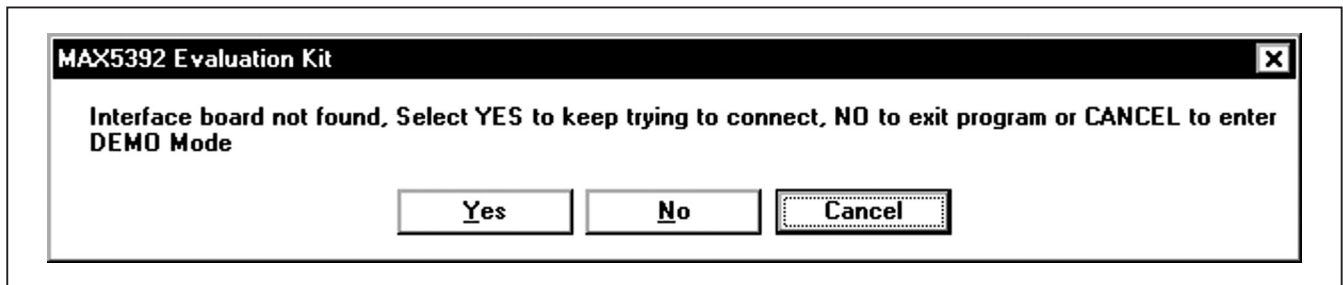 MAX5392 Evaluation Kit
Interface board not found, Select YES to keep trying to connect, NO to exit program or CANCEL to enter
DEMO Mode
Yes No Cancel